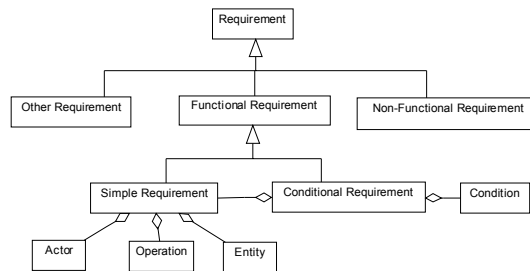 Requirement
Other Requirement
Functional Requirement
Non-Functional Requirement
Simple Requirement
Conditional Requirement
Condition
Actor
Operation
Entity